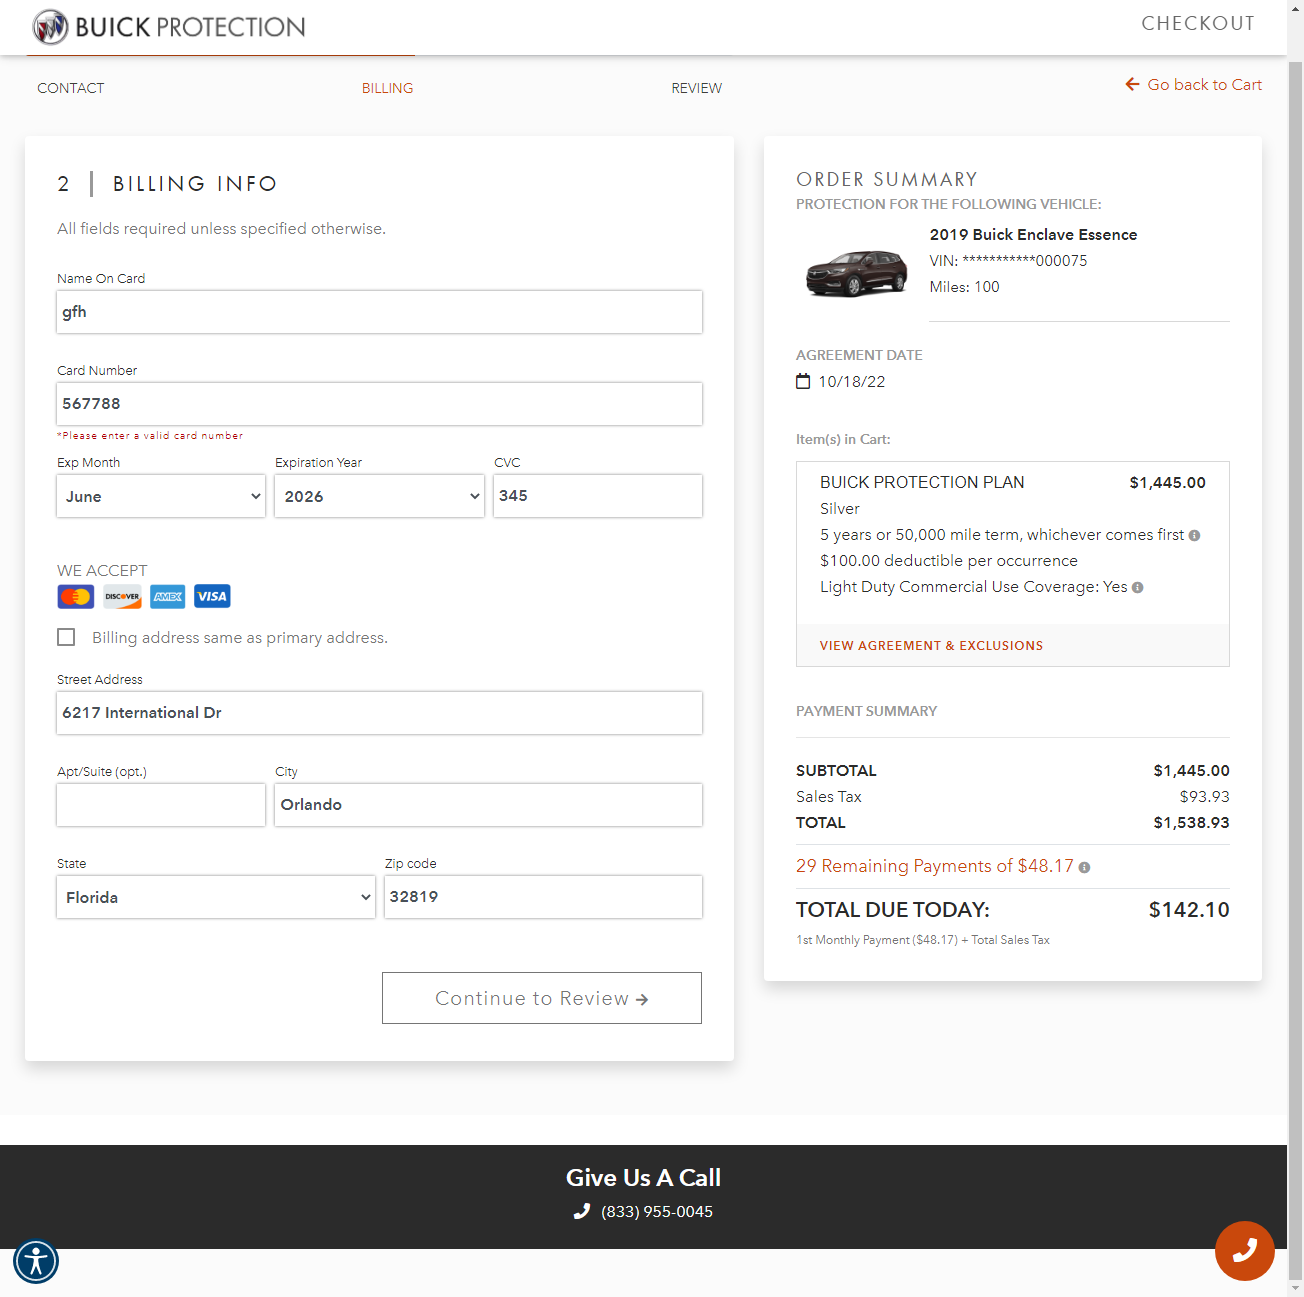 BUICK PROTECTION
CHECKOUT
CONTACT
BILLING
REVIEW
Go back to Cart
2 | BILLING INFO
All fields required unless specified otherwise.
Name On Card
gfh
Card Number
567788
*Please enter a valid card number
Exp Month
Expiration Year
CVC
June
2026
345
WE ACCEPT
DISCOVER
AMEX
VISA
Billing address same as primary address.
Street Address
6217 International Dr
Apt/Suite (opt.)
City
Orlando
State
Zip code
Florida
32819
Continue to Review
ORDER SUMMARY
PROTECTION FOR THE FOLLOWING VEHICLE:
2019 Buick Enclave Essence
VIN: ***********000075
Miles: 100
AGREEMENT DATE
10/18/22
Item(s) in Cart:
BUICK PROTECTION PLAN $1,445.00
Silver
5 years or 50,000 mile term, whichever comes first
$100.00 deductible per occurrence
Light Duty Commercial Use Coverage: Yes
VIEW AGREEMENT & EXCLUSIONS
PAYMENT SUMMARY
SUBTOTAL $1,445.00
Sales Tax $93.93
TOTAL $1,538.93
29 Remaining Payments of $48.17
TOTAL DUE TODAY: $142.10
1st Monthly Payment ($48.17) + Total Sales Tax
Give Us A Call
(833) 955-0045